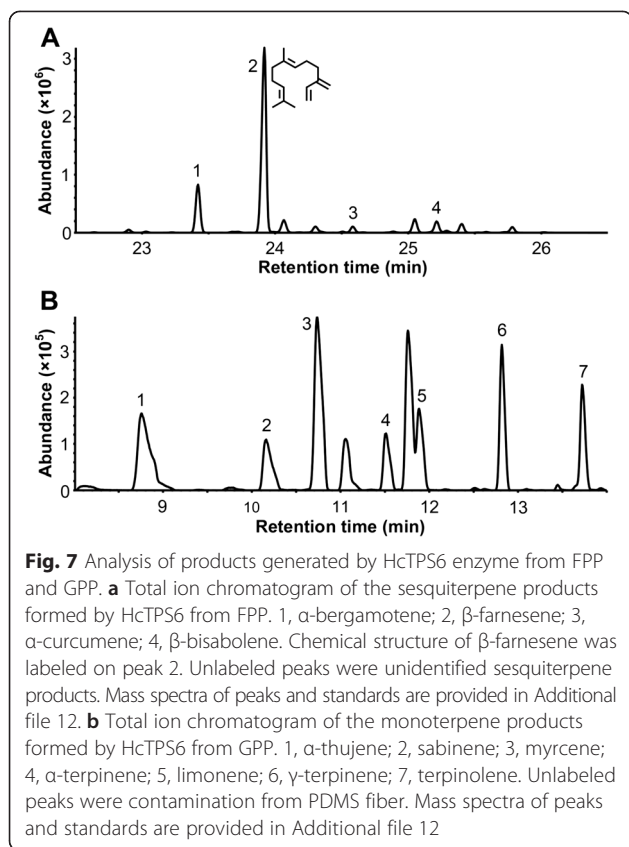 A
Abundance (×10⁶)
3
2
1
0
1
2
3
4
23
24
25
26
Retention time (min)
B
Abundance (×10⁵)
3
2
1
0
1
2
3
4
5
6
7
9
10
11
12
13
Retention time (min)
Fig. 7 Analysis of products generated by HcTPS6 enzyme from FPP
and GPP. a Total ion chromatogram of the sesquiterpene products
formed by HcTPS6 from FPP. 1, α-bergamotene; 2, β-farnesene; 3,
α-curcumene; 4, β-bisabolene. Chemical structure of β-farnesene was
labeled on peak 2. Unlabeled peaks were unidentified sesquiterpene
products. Mass spectra of peaks and standards are provided in Additional
file 12. b Total ion chromatogram of the monoterpene products
formed by HcTPS6 from GPP. 1, α-thujene; 2, sabinene; 3, myrcene;
4, α-terpinene; 5, limonene; 6, γ-terpinene; 7, terpinolene. Unlabeled
peaks were contamination from PDMS fiber. Mass spectra of peaks
and standards are provided in Additional file 12